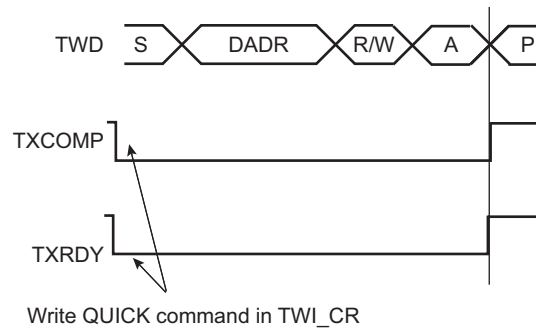 TWD S DADR R/W A P
TXCOMP
TXRDY
Write QUICK command in TWI_CR